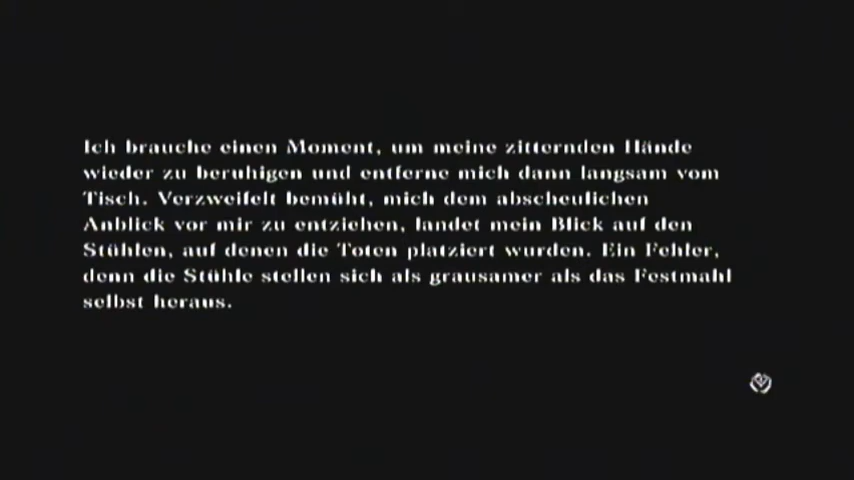 Ich brauche einen Moment, um meine zitternden Hände
wieder zu beruhigen und entferne mich dann langsam vom
Tisch. Verzweifelt bemüht, mich dem abscheulichen
Anblick vor mir zu entziehen, landet mein Blick auf den
Stühlen, auf denen die Toten platziert wurden. Ein Fehler,
denn die Stühle stellen sich als grausamer als das Festmahl
selbst heraus.